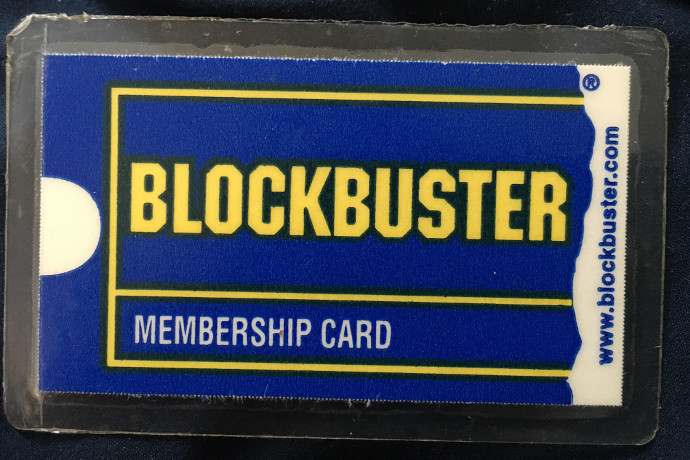 ®
BLOCKBUSTER
MEMBERSHIP CARD
www.blockbuster.com